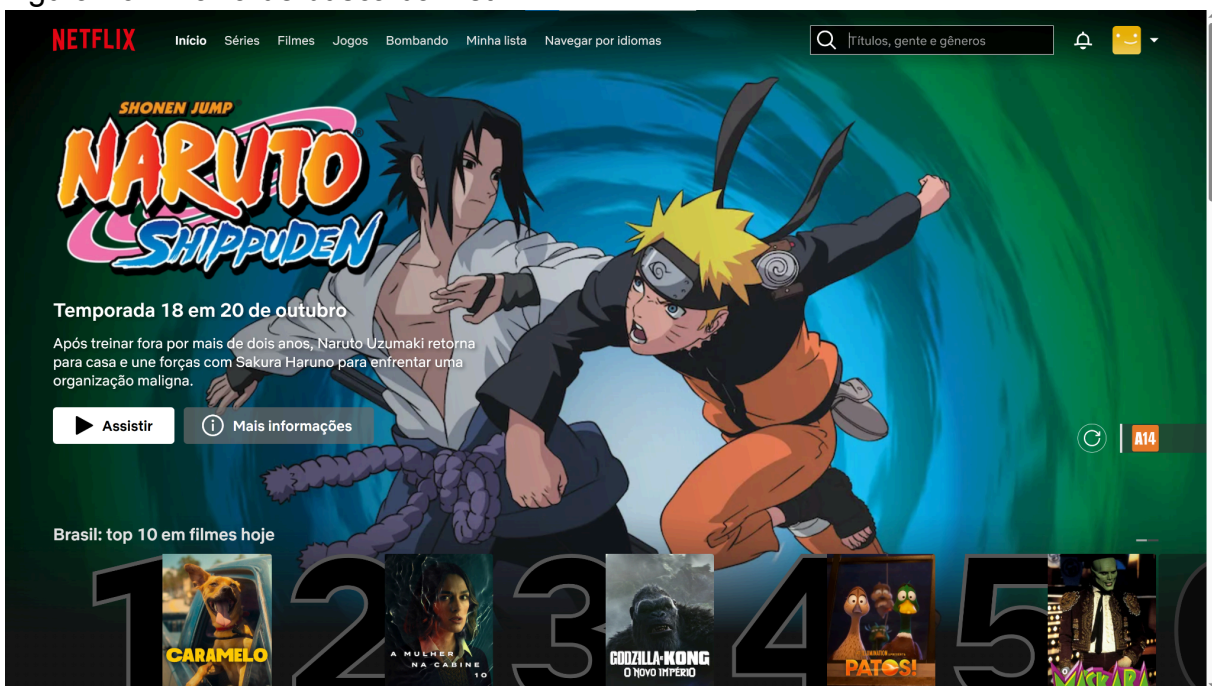 NETFLIX
Início Séries Filmes Jogos Bombando Minha lista Navegar por idiomas
Títulos, gente e gêneros
SHONEN JUMP
NARUTO
SHIPPUDEN
Temporada 18 em 20 de outubro
Após treinar fora por mais de dois anos, Naruto Uzumaki retorna
para casa e une forças com Sakura Haruno para enfrentar uma
organização maligna.
Assistir
Mais informações
A14
Brasil: top 10 em filmes hoje
1 2 3 4 5
CARAMELO
A MULHER
NA CABINE
10
GODZILLA KONG
O NOVO IMPÉRIO
PATOS!
O MÁSKARA